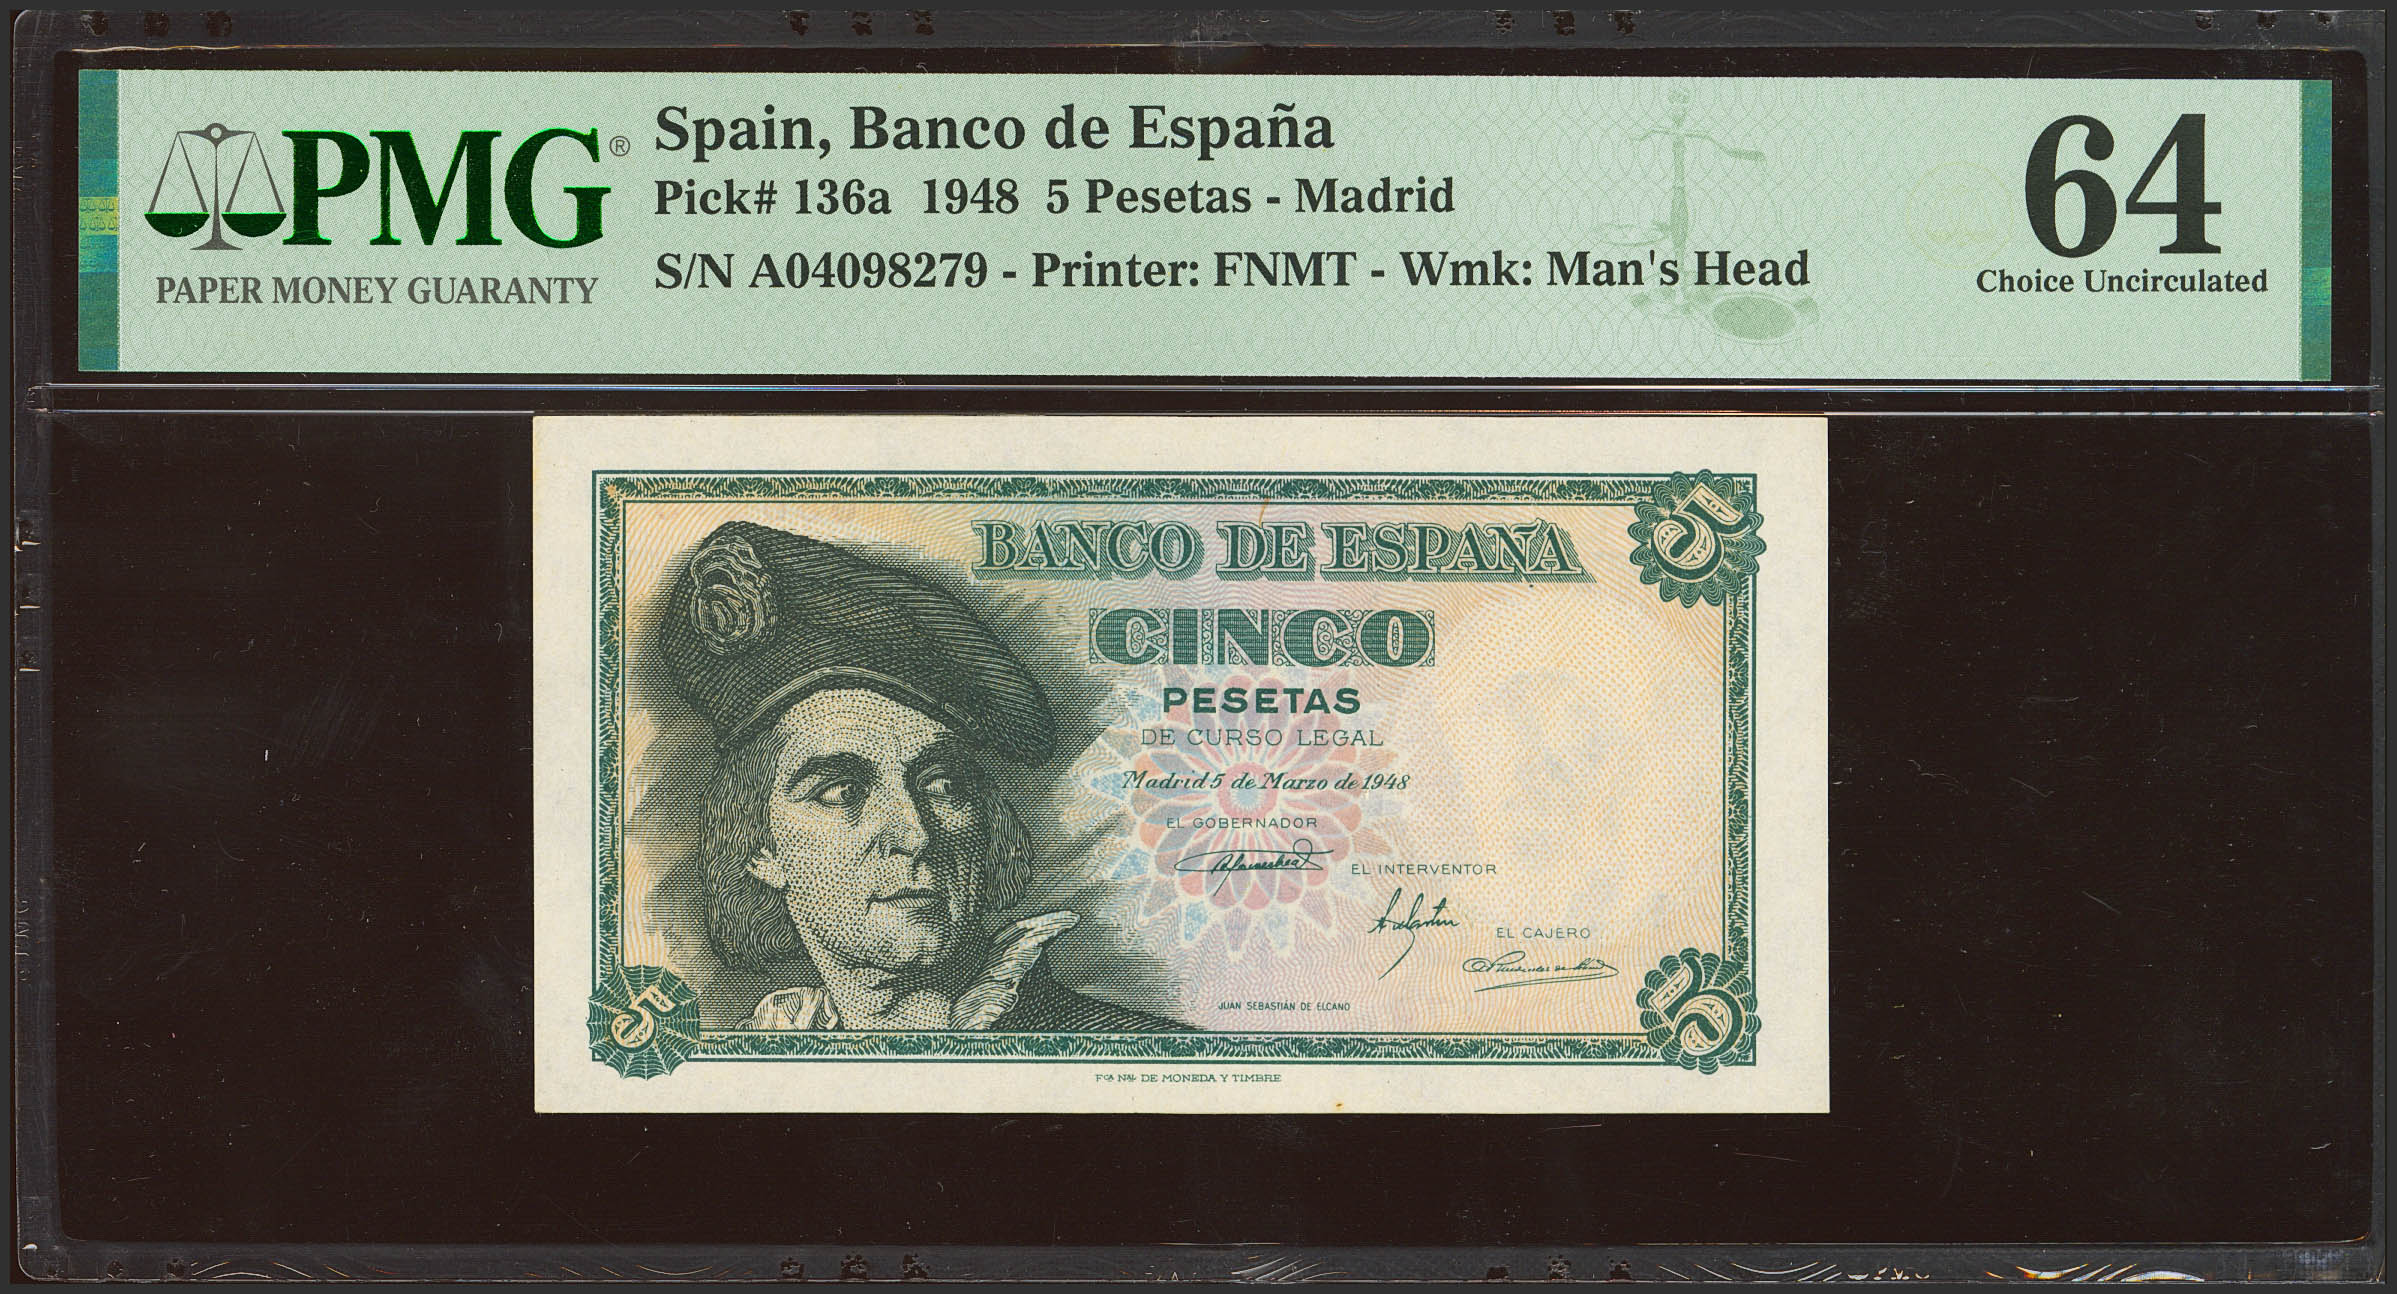 PMG®
PAPER MONEY GUARANTY
Spain, Banco de España
Pick# 136a 1948 5 Pesetas - Madrid
S/N A04098279 - Printer: FNMT - Wmk: Man's Head
64
Choice Uncirculated
BANCO DE ESPAÑA
5
CINCO
PESETAS
DE CURSO LEGAL
Madrid 5 de Marzo de 1948
EL GOBERNADOR
EL INTERVENTOR
EL CAJERO
JUAN SEBASTIÁN DE ELCANO
5
5
Fca NAL DE MONEDA Y TIMBRE